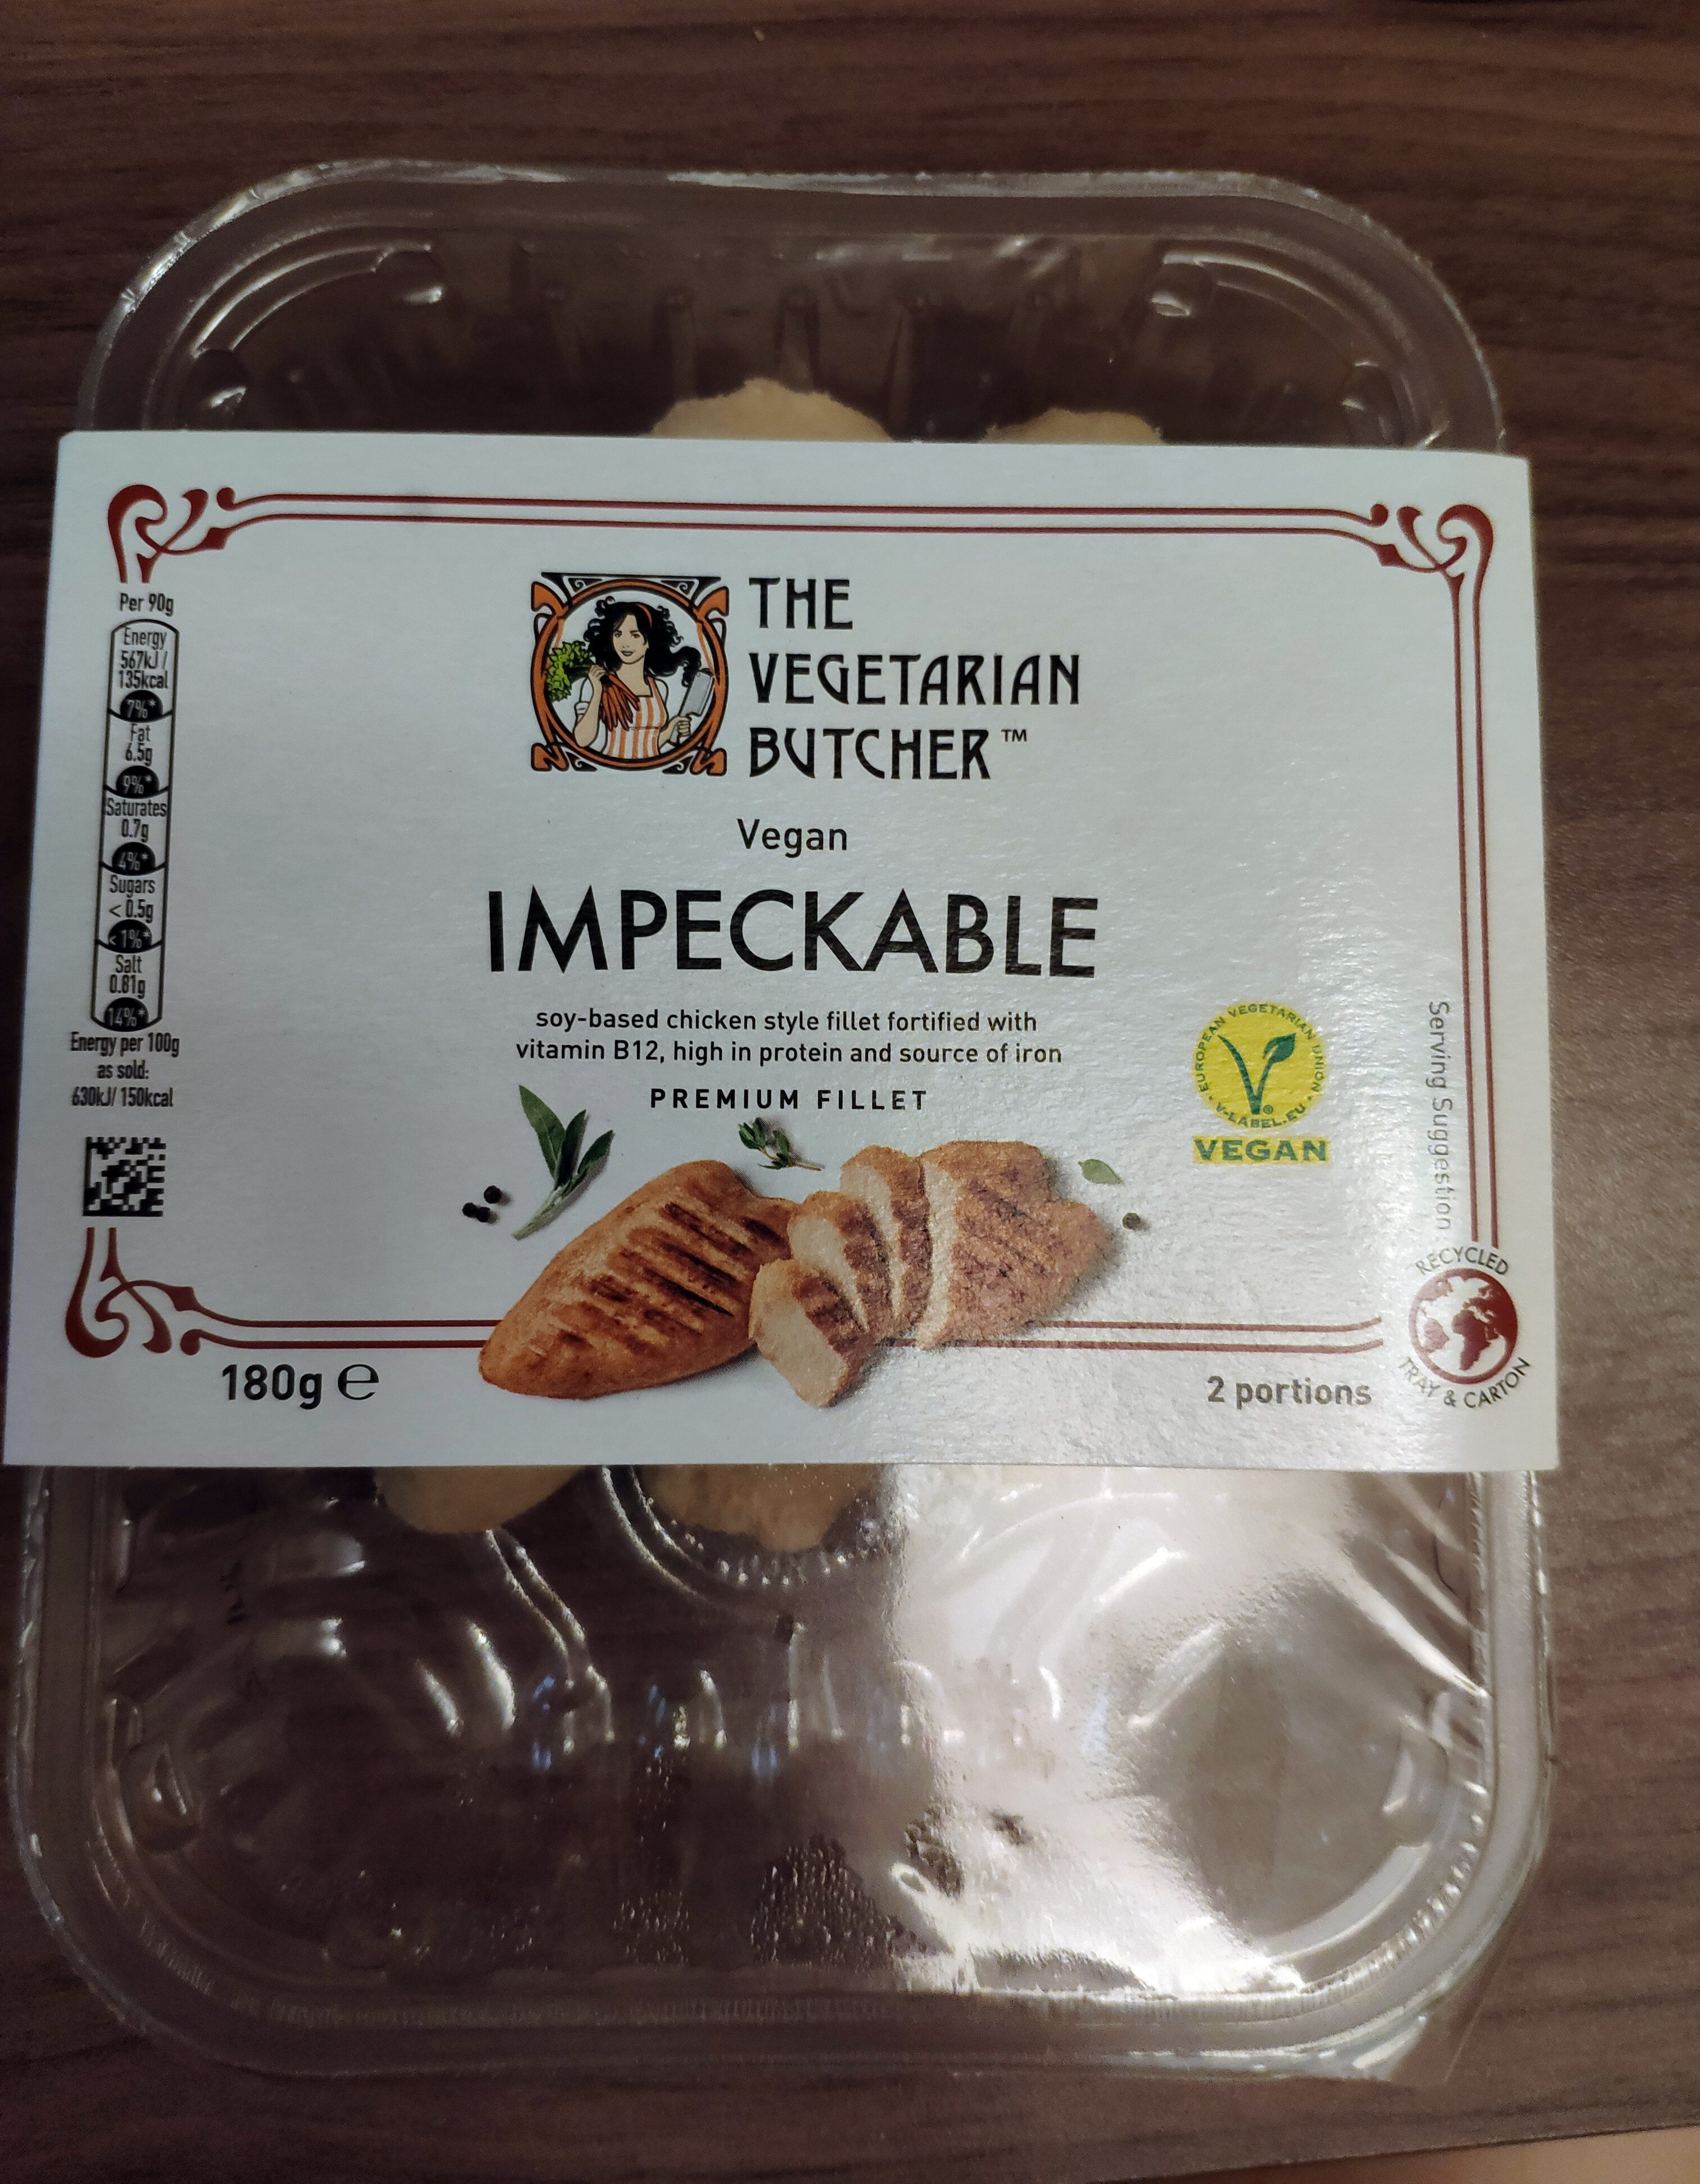 Per 90g
Energy
567kJ /
135kcal
7%*
Fat
6.5g
9%*
Saturates
0.7g
4%*
Sugars
< 0.5g
< 1%*
Salt
0.81g
14%*
Energy per 100g
as sold:
630kJ/ 150kcal
THE
VEGETARIAN
BUTCHER™
Vegan
IMPECKABLE
soy-based chicken style fillet fortified with
vitamin B12, high in protein and source of iron
PREMIUM FILLET
EUROPEAN VEGETARIAN UNION
V-LABEL.EU
VEGAN
Serving Suggestion
RECYCLED
TRAY & CARTON
180g ℮
2 portions